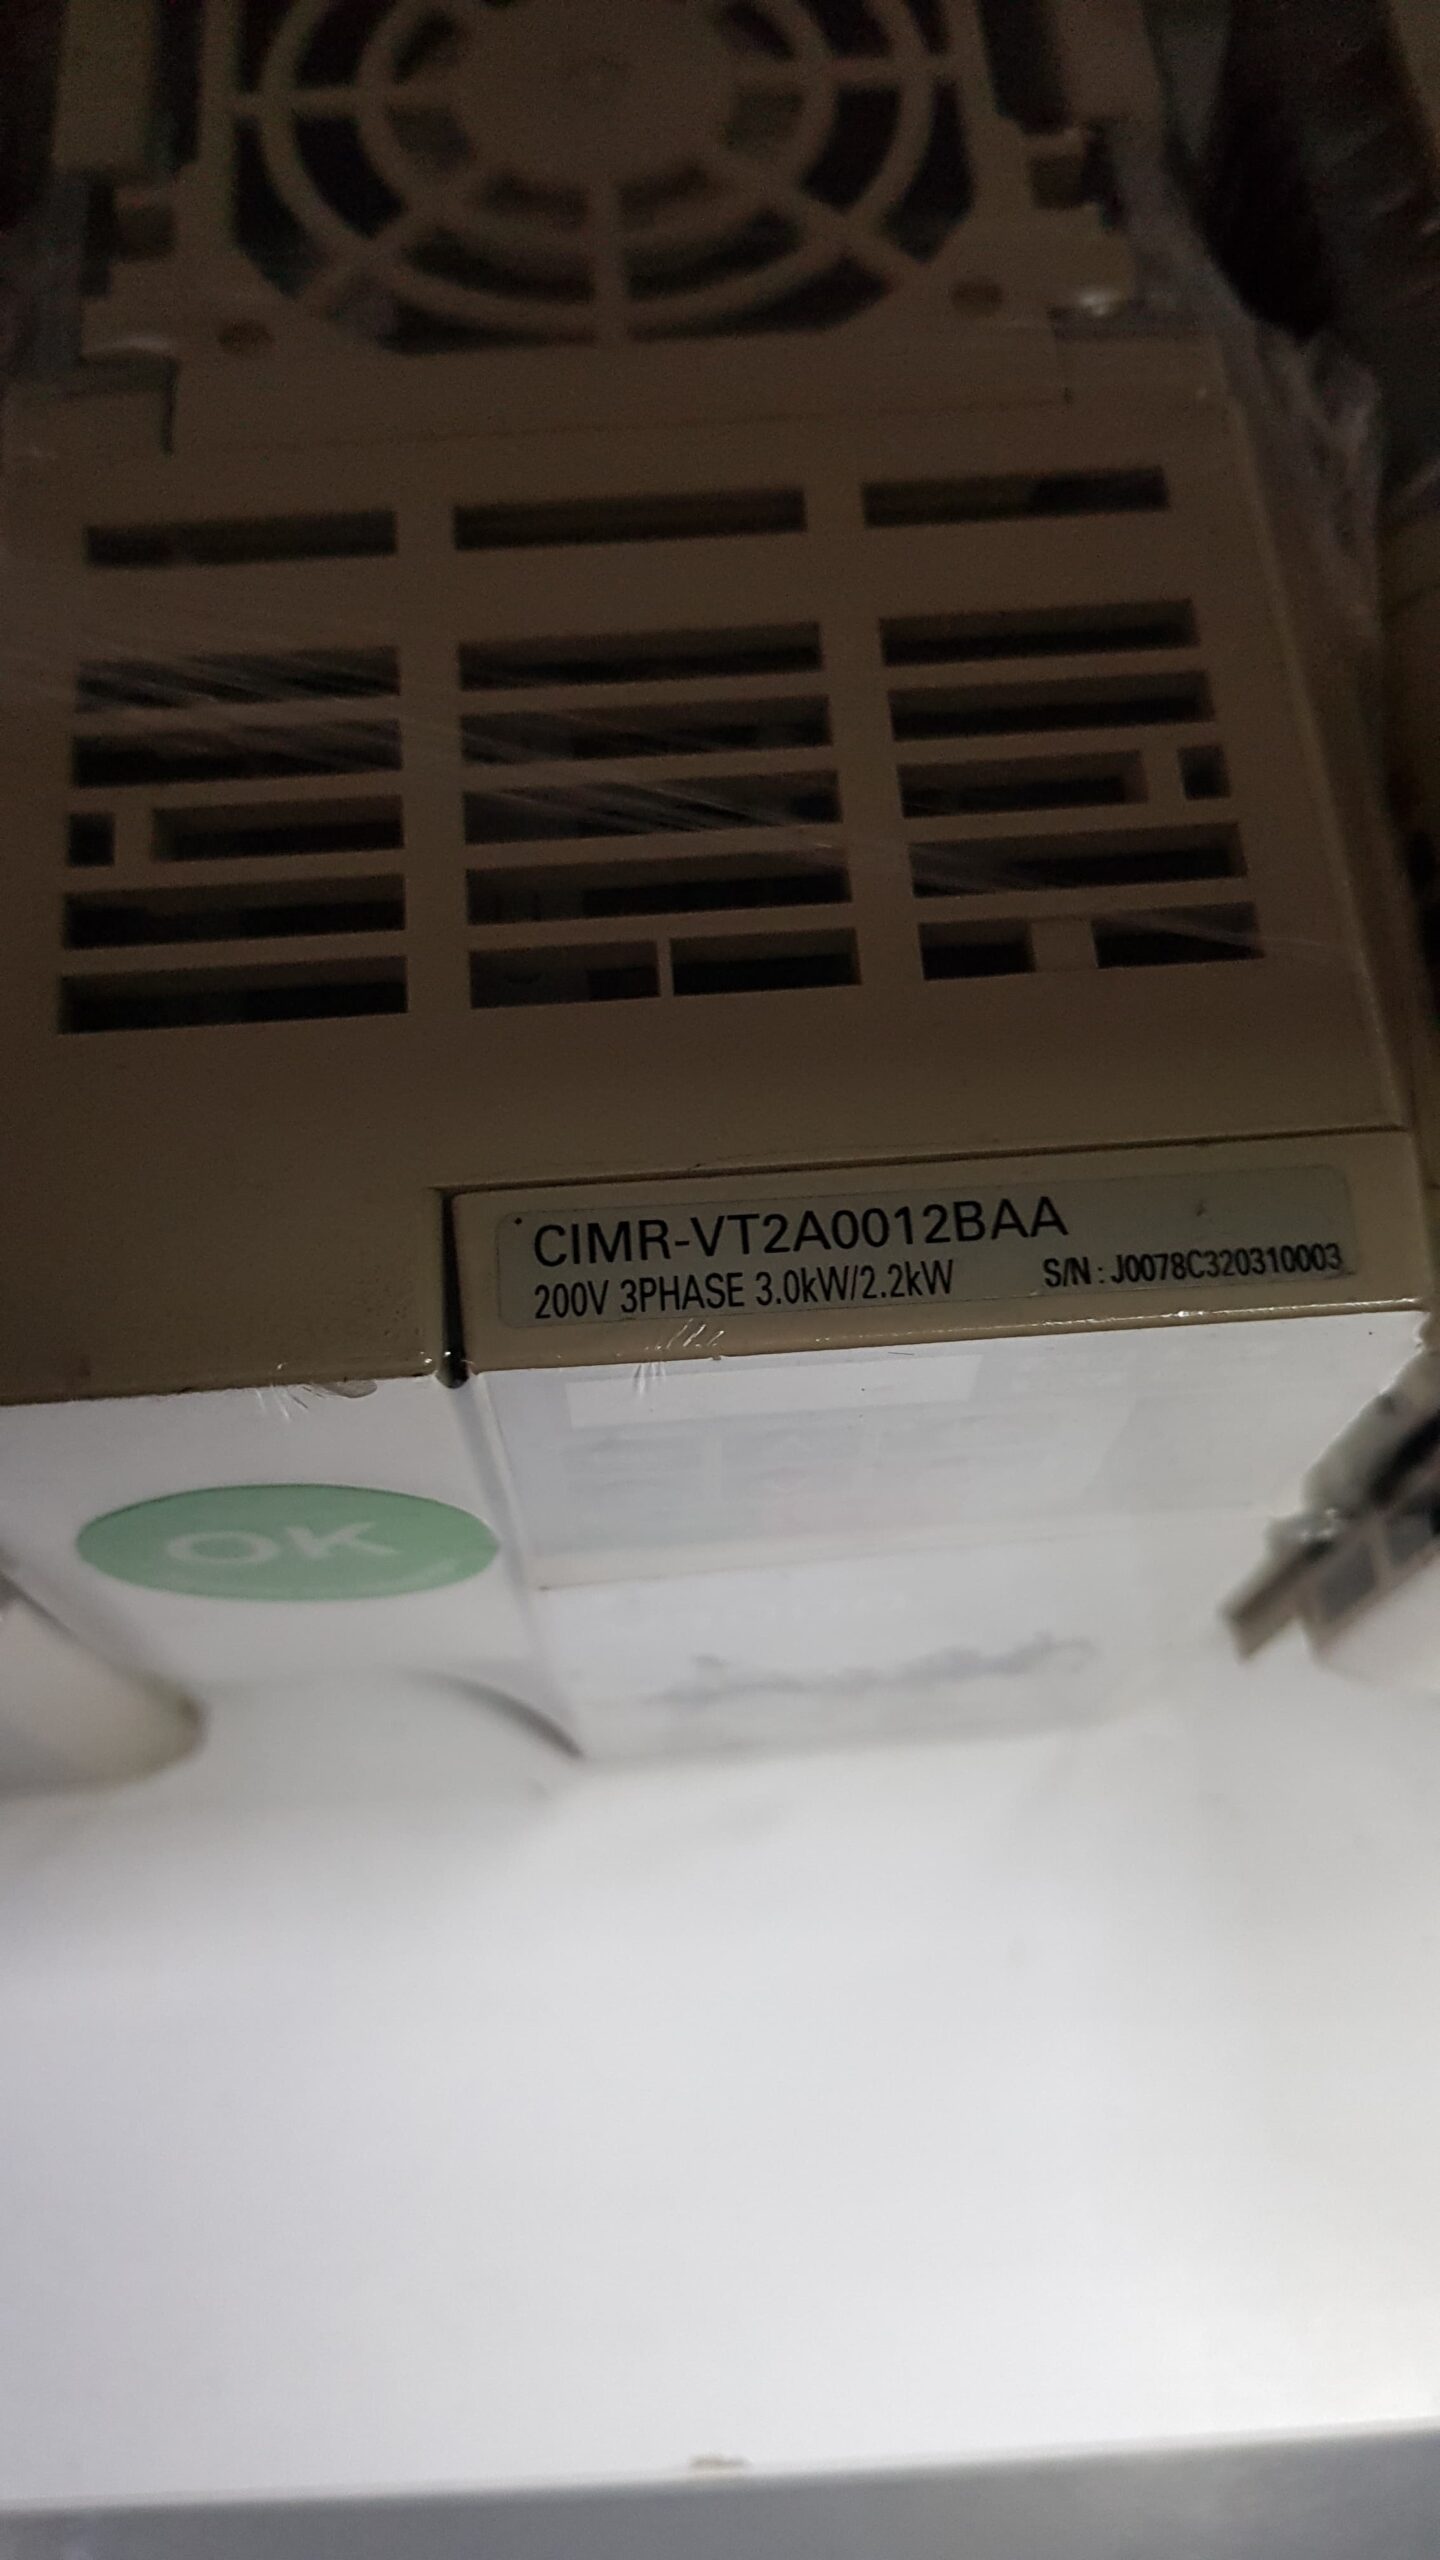 CIMR-VT2A0012BAA
200V 3PHASE 3.0kW/2.2kW S/N : J0078C320310003
OK